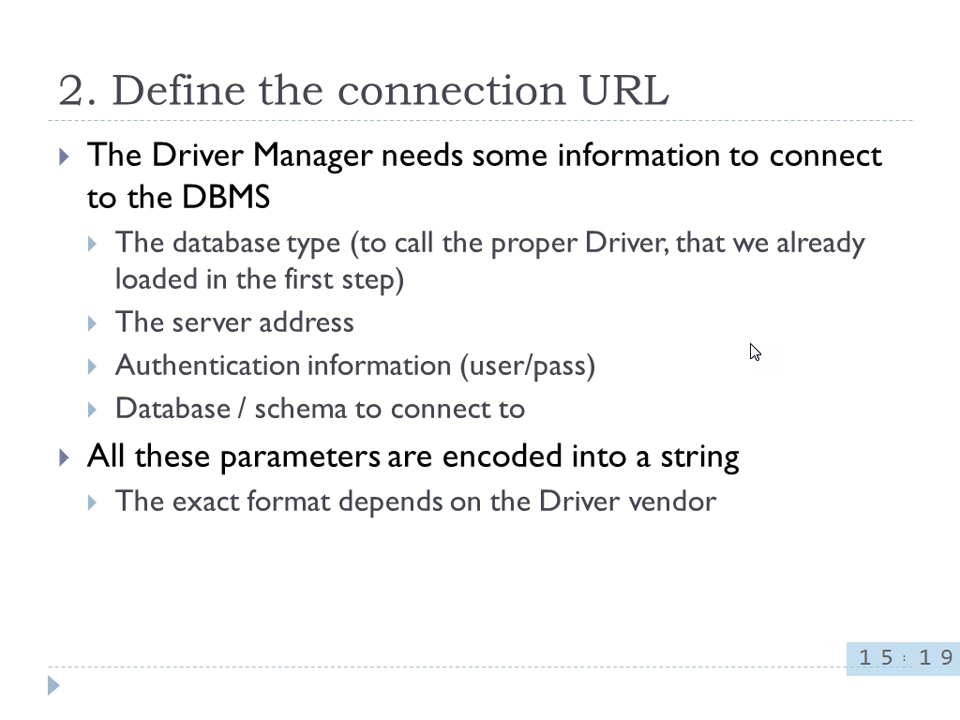 2. Define the connection URL
The Driver Manager needs some information to connect
to the DBMS
The database type (to call the proper Driver, that we already
loaded in the first step)
The server address
Authentication information (user/pass)
Database / schema to connect to
All these parameters are encoded into a string
The exact format depends on the Driver vendor
15:19